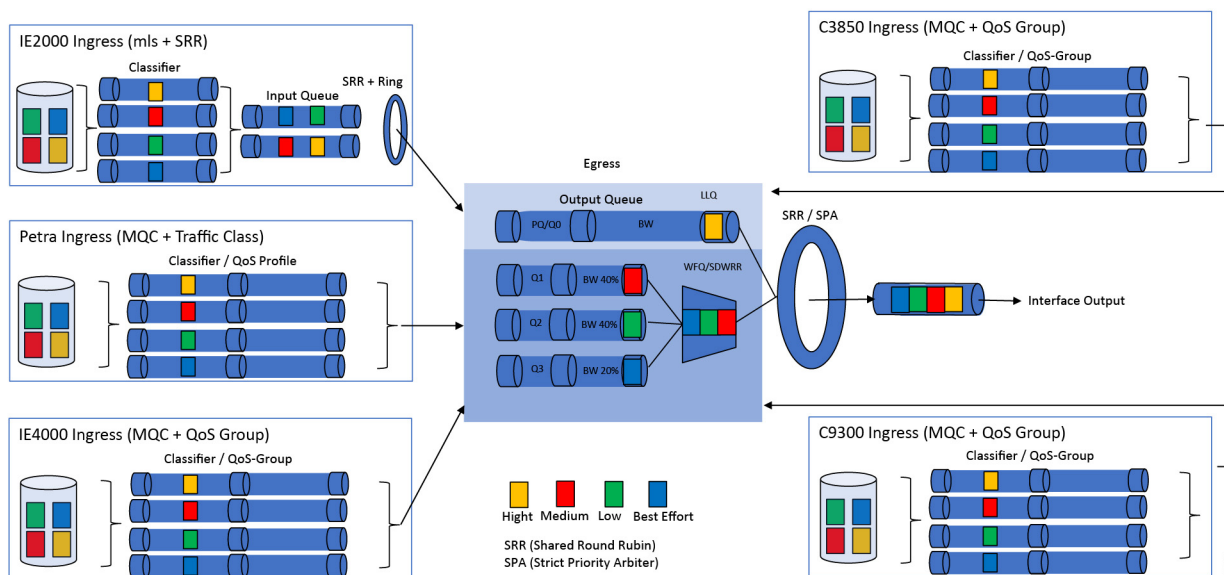 IE2000 Ingress (mls + SRR)
Classifier
Input Queue
SRR + Ring
Petra Ingress (MQC + Traffic Class)
Classifier / QoS Profile
IE4000 Ingress (MQC + QoS Group)
Classifier / QoS-Group
Egress
Output Queue
LLQ
PQ/Q0
BW
Q1
BW 40%
Q2
BW 40%
Q3
BW 20%
WFQ/SDWRR
SRR / SPA
Interface Output
C3850 Ingress (MQC + QoS Group)
Classifier / QoS-Group
C9300 Ingress (MQC + QoS Group)
Classifier / QoS-Group
Hight
Medium
Low
Best Effort
SRR (Shared Round Rubin)
SPA (Strict Priority Arbiter)